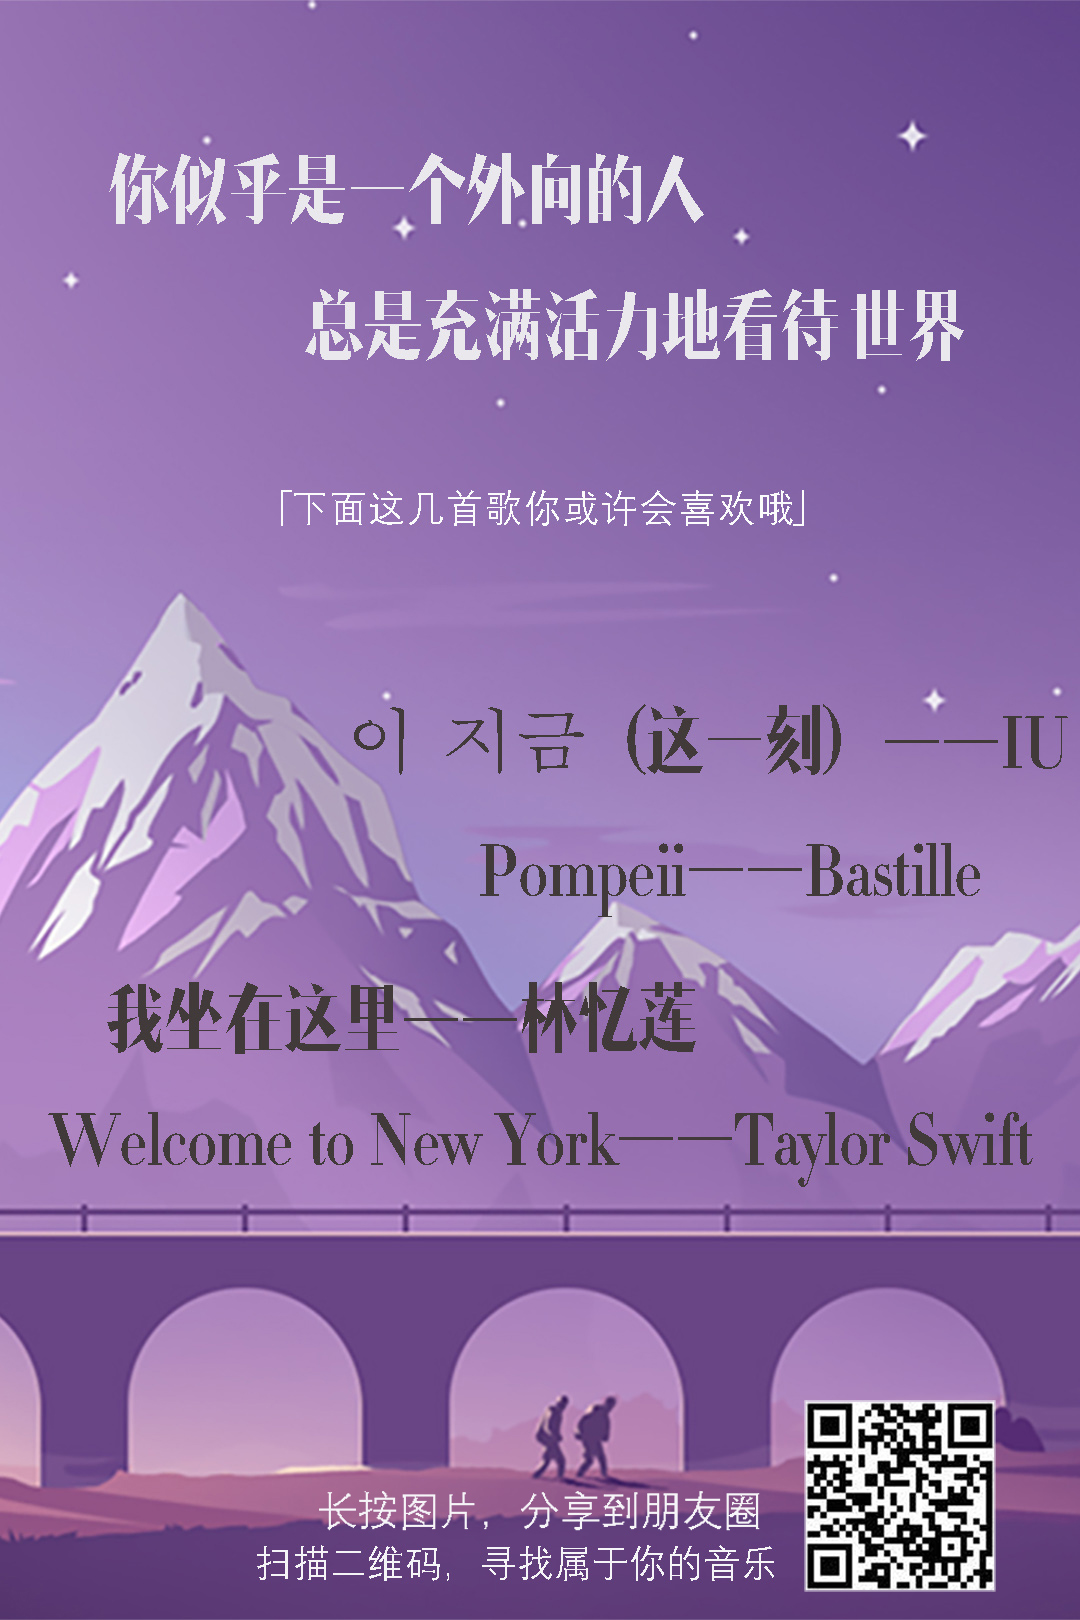 你似乎是一个外向的人
总是充满活力地看待世界
「下面这几首歌你或许会喜欢哦」
이 지금（这一刻）——IU
Pompeii——Bastille
我坐在这里——林忆莲
Welcome to New York——Taylor Swift
长按图片，分享到朋友圈
扫描二维码，寻找属于你的音乐